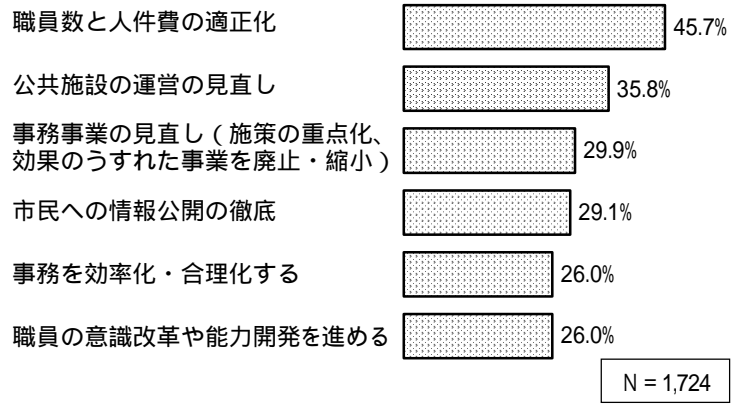 職員数と人件費の適正化 45.7%
公共施設の運営の見直し 35.8%
事務事業の見直し（施策の重点化、
効果のうすれた事業を廃止・縮小） 29.9%
市民への情報公開の徹底 29.1%
事務を効率化・合理化する 26.0%
職員の意識改革や能力開発を進める 26.0%
N = 1,724